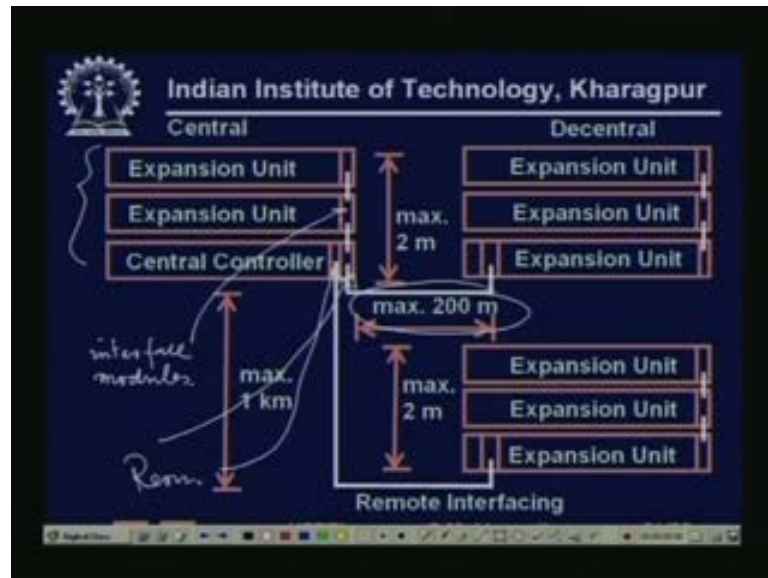 Indian Institute of Technology, Kharagpur
Central
Decentral
Expansion Unit
Expansion Unit
Central Controller
max.
2 m
Expansion Unit
Expansion Unit
Expansion Unit
max. 200 m
interface
modules
max.
1 km
max.
2 m
Expansion Unit
Expansion Unit
Expansion Unit
Remote Interfacing